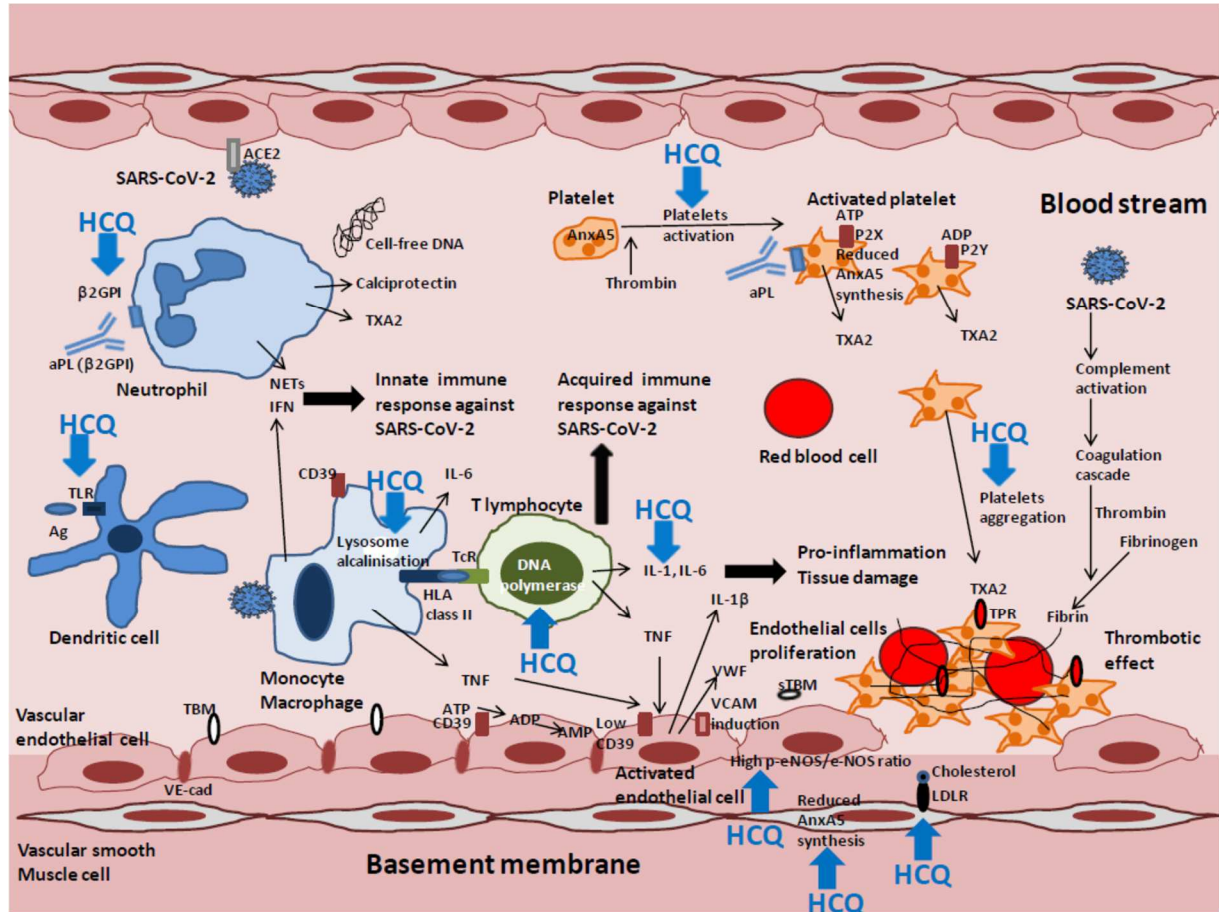 ACE2
SARS-CoV-2
HCQ
β2GPI
aPL (β2GPI)
Neutrophil
Cell-free DNA
Calciprotectin
TXA2
NETs
IFN
Innate immune
response against
SARS-CoV-2
HCQ
Platelet
AnxA5
Platelets
activation
Thrombin
Activated platelet
ATP
P2X
Reduced
AnxA5
synthesis
aPL
TXA2
ADP
P2Y
TXA2
Blood stream
SARS-CoV-2
Complement
activation
Coagulation
cascade
Thrombin
Fibrinogen
Fibrin
Acquired immune
response against
SARS-CoV-2
Red blood cell
HCQ
Platelets
aggregation
HCQ
TLR
Ag
Dendritic cell
CD39
HCQ
IL-6
Lysosome
alcalinisation
HLA
class II
TcR
T lymphocyte
DNA
polymerase
HCQ
Monocyte
Macrophage
HCQ
IL-1, IL-6
IL-1β
TNF
TNF
Pro-inflammation
Tissue damage
Endothelial cells
proliferation
TXA2
TPR
Thrombotic
effect
sTBM
VWF
VCAM
induction
Vascular
endothelial cell
TBM
VE-cad
ATP
CD39
ADP
AMP
Low
CD39
Activated
endothelial cell
High p-eNOS/e-NOS ratio
HCQ
Reduced
AnxA5
synthesis
HCQ
Cholesterol
LDLR
HCQ
Vascular smooth
Muscle cell
Basement membrane